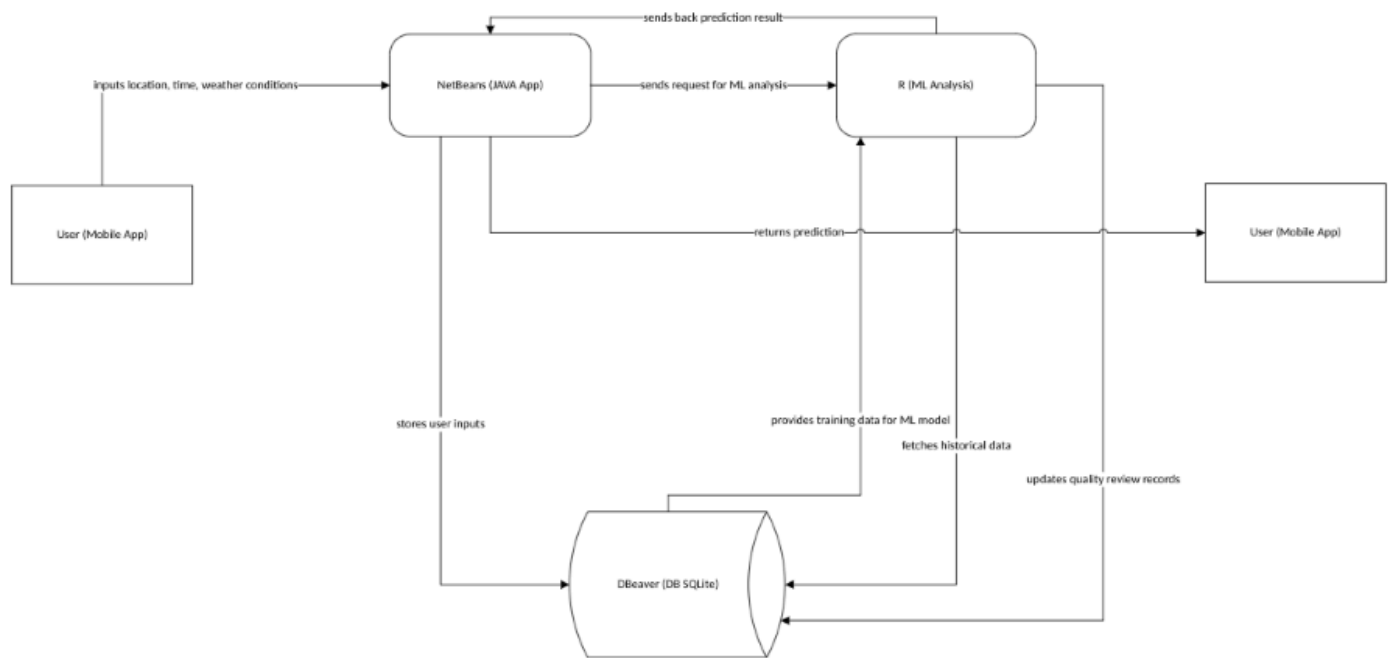 sends back prediction result
inputs location, time, weather conditions
NetBeans (JAVA App)
sends request for ML analysis
R (ML Analysis)
User (Mobile App)
returns prediction
User (Mobile App)
stores user inputs
provides training data for ML model
fetches historical data
updates quality review records
DBeaver (DB SQLite)